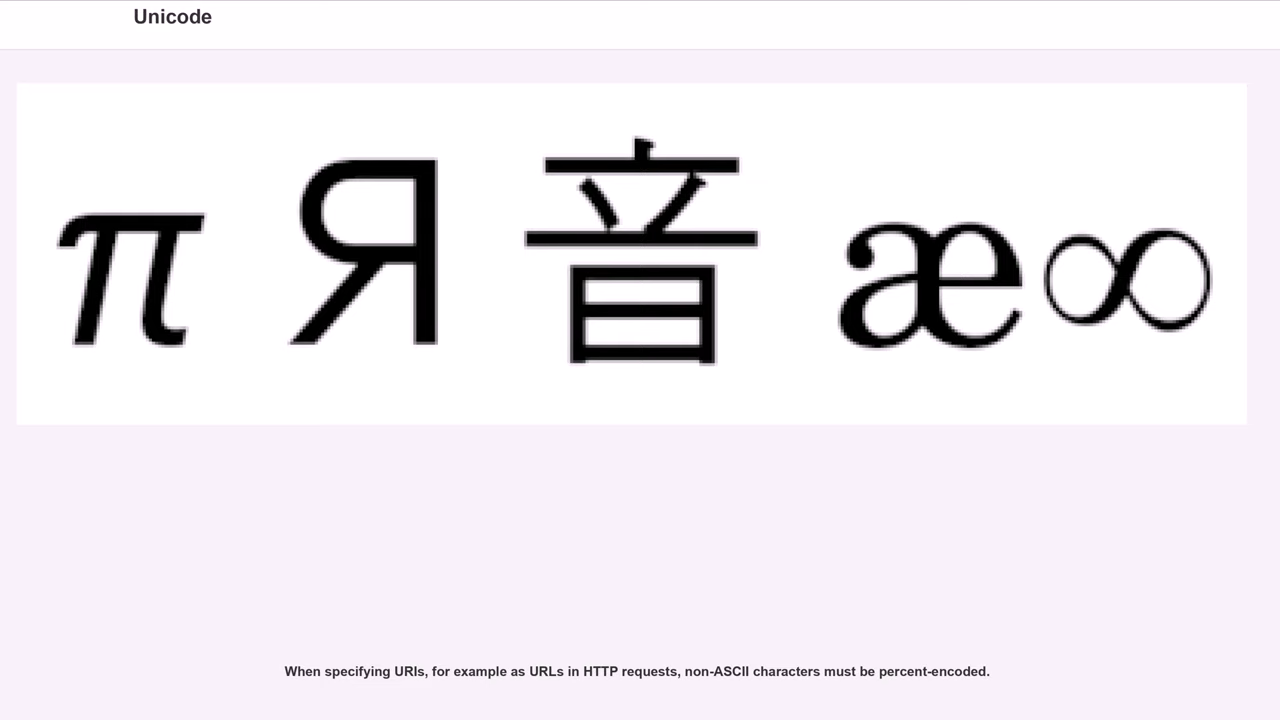 Unicode
π Я 音 æ∞
When specifying URIs, for example as URLs in HTTP requests, non-ASCII characters must be percent-encoded.